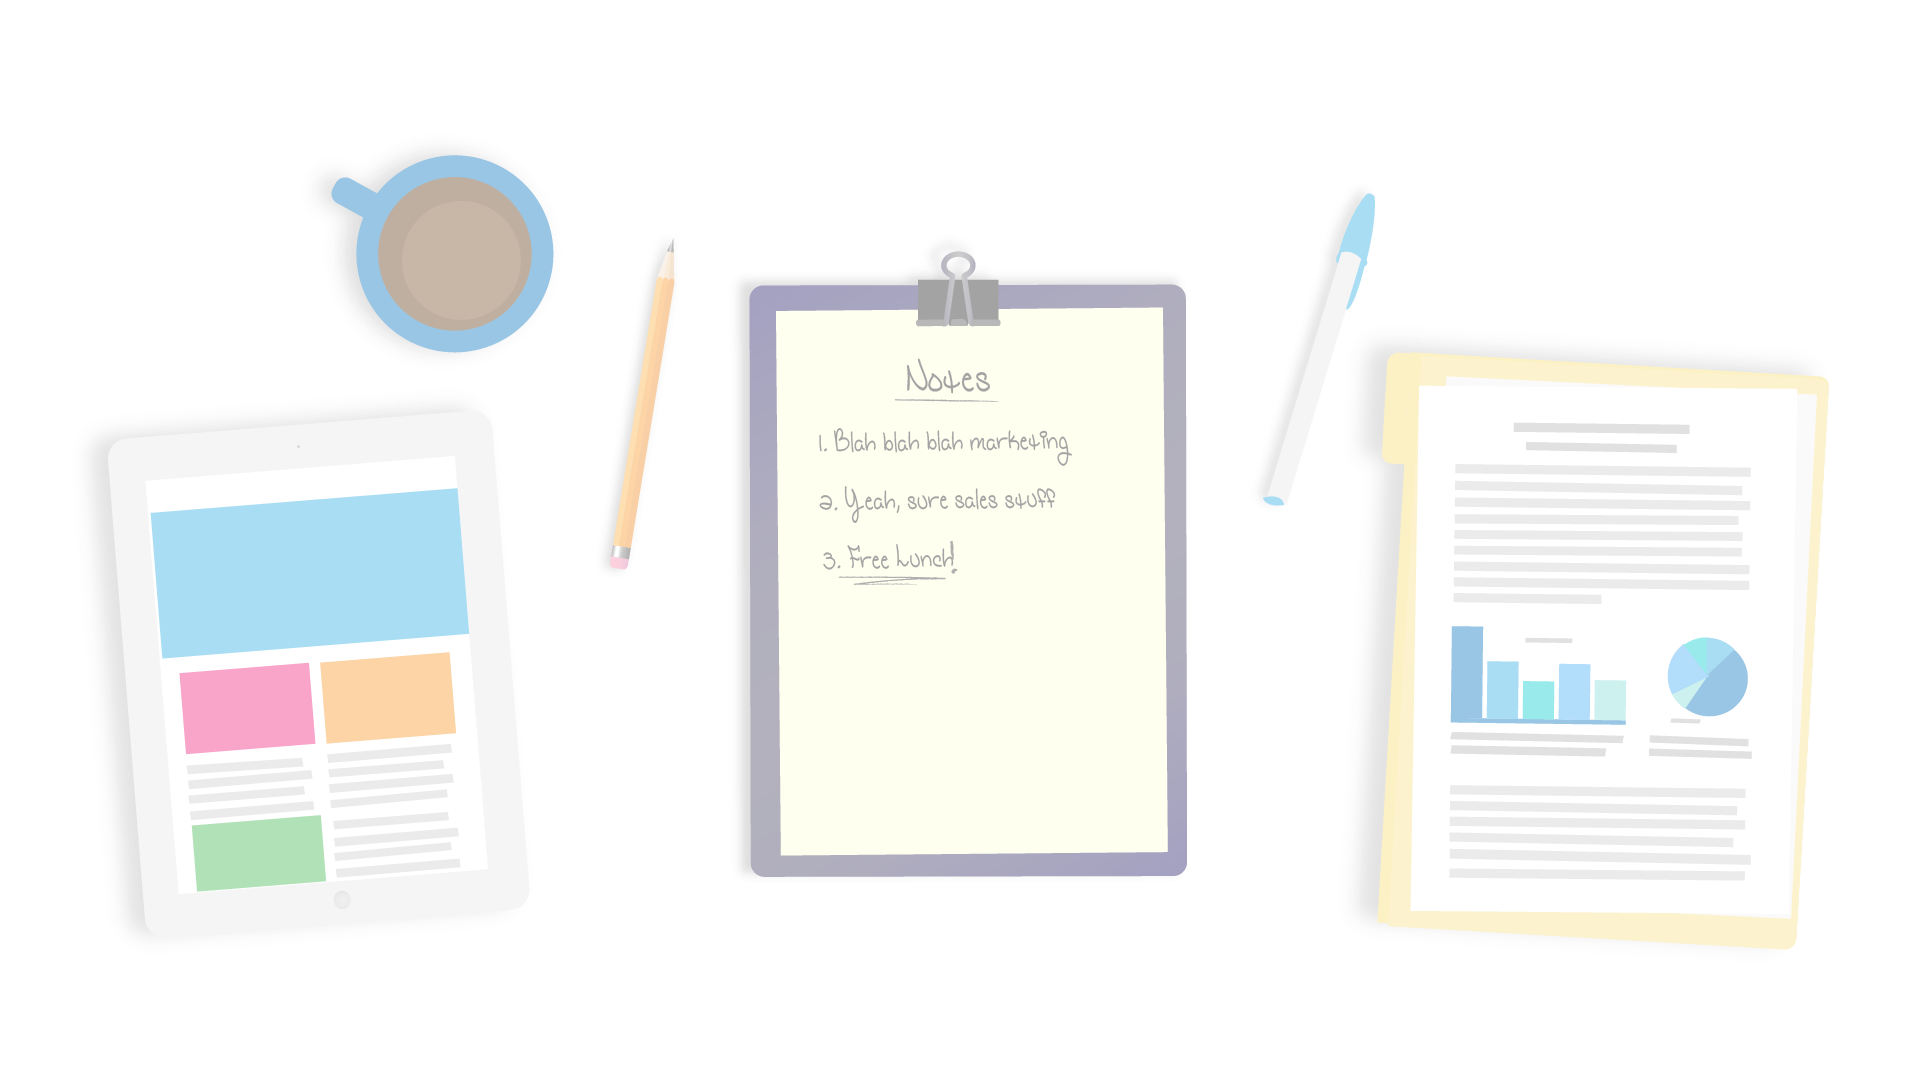 Notes
1. Blah blah blah marketing
2. Yeah, sure sales stuff
3. Free Lunch!